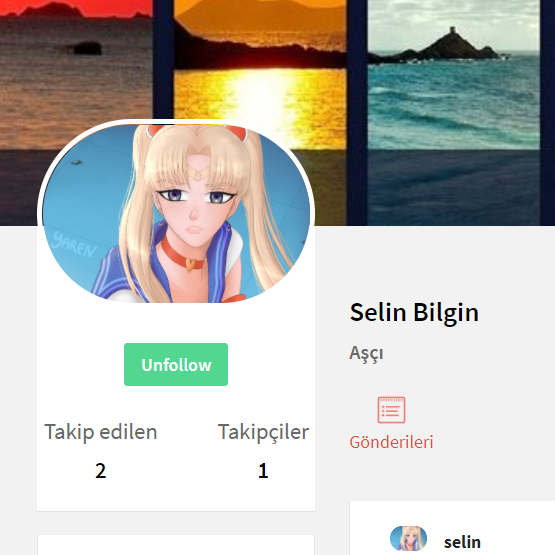 YAREN
Unfollow
Takip edilen
2
Takipçiler
1
Selin Bilgin
Aşçı
Gönderileri
selin